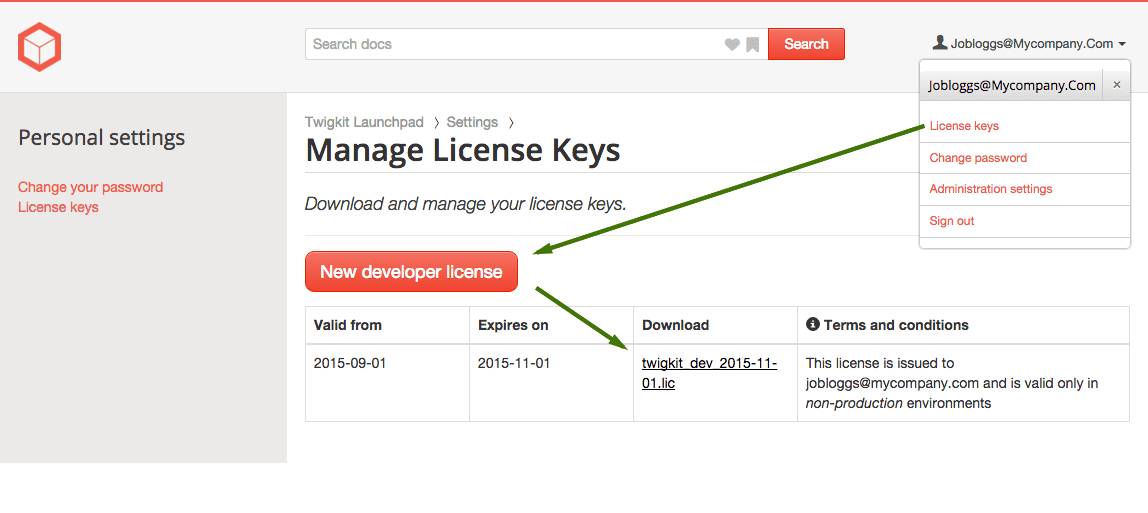 Search docs
Search
Jobloggs@Mycompany.Com
Jobloggs@Mycompany.Com ×
License keys
Change password
Administration settings
Sign out
Personal settings
Change your password
License keys
Twigkit Launchpad 〉 Settings 〉
Manage License Keys
Download and manage your license keys.
New developer license
Valid from Expires on Download Terms and conditions
2015-09-01 2015-11-01 twigkit_dev_2015-11-
01.lic
This license is issued to
jobloggs@mycompany.com and is valid only in
non-production environments